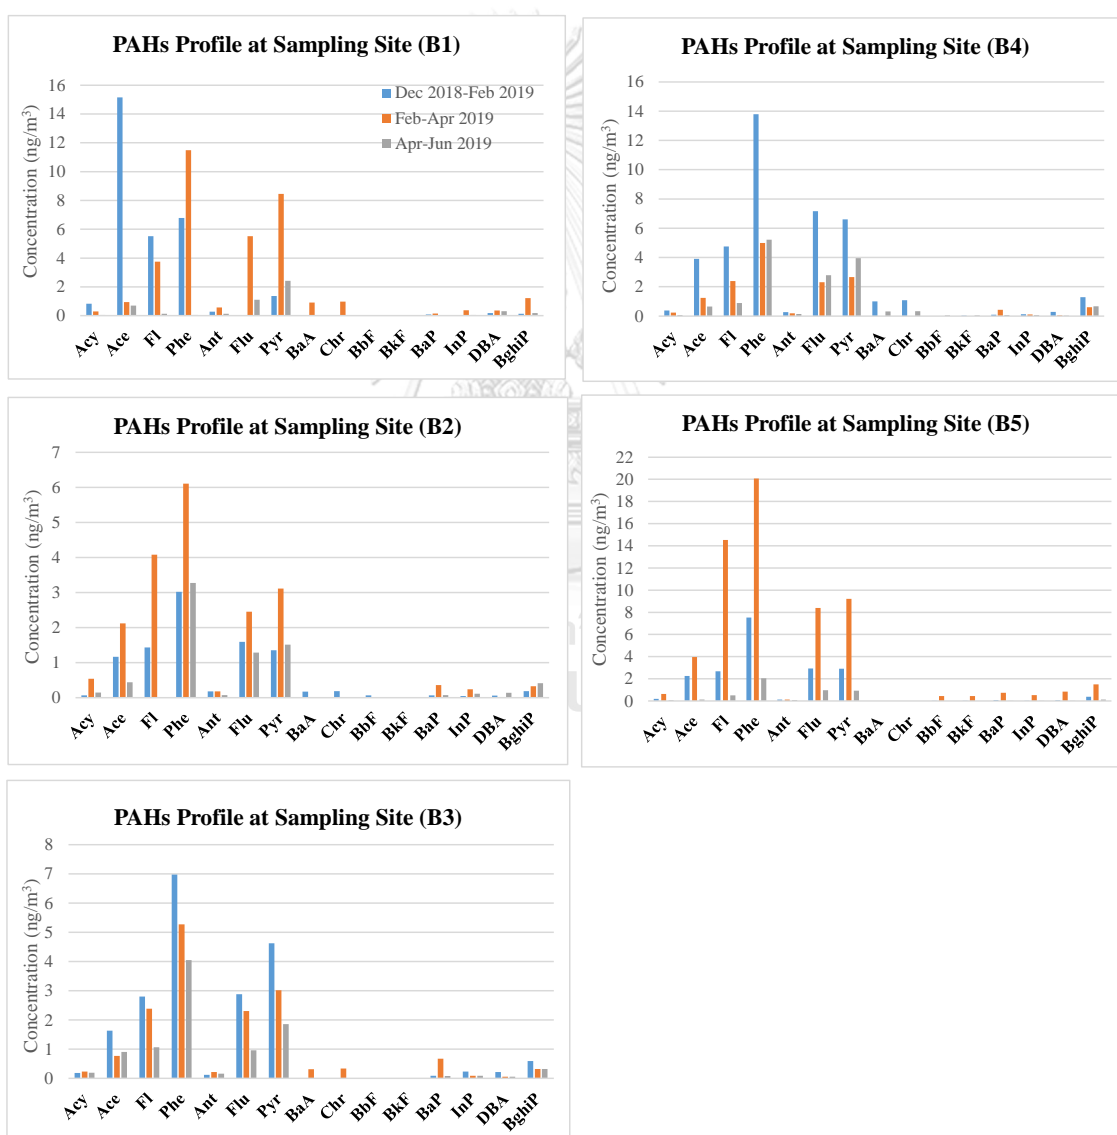 PAHs Profile at Sampling Site (B1)
Concentration (ng/m³)
16
14
12
10
8
6
4
2
0
Dec 2018-Feb 2019
Feb-Apr 2019
Apr-Jun 2019
Acy Ace Fl Phe Ant Flu Pyr BaA Chr BbF BkF BaP InP DBA BghiP
PAHs Profile at Sampling Site (B4)
Concentration (ng/m³)
16
14
12
10
8
6
4
2
0
Acy Ace Fl Phe Ant Flu Pyr BaA Chr BbF BkF BaP InP DBA BghiP
PAHs Profile at Sampling Site (B2)
Concentration (ng/m³)
7
6
5
4
3
2
1
0
Acy Ace Fl Phe Ant Flu Pyr BaA Chr BbF BkF BaP InP DBA BghiP
PAHs Profile at Sampling Site (B5)
Concentration (ng/m³)
22
20
18
16
14
12
10
8
6
4
2
0
Acy Ace Fl Phe Ant Flu Pyr BaA Chr BbF BkF BaP InP DBA BghiP
PAHs Profile at Sampling Site (B3)
Concentration (ng/m³)
8
7
6
5
4
3
2
1
0
Acy Ace Fl Phe Ant Flu Pyr BaA Chr BbF BkF BaP InP DBA BghiP